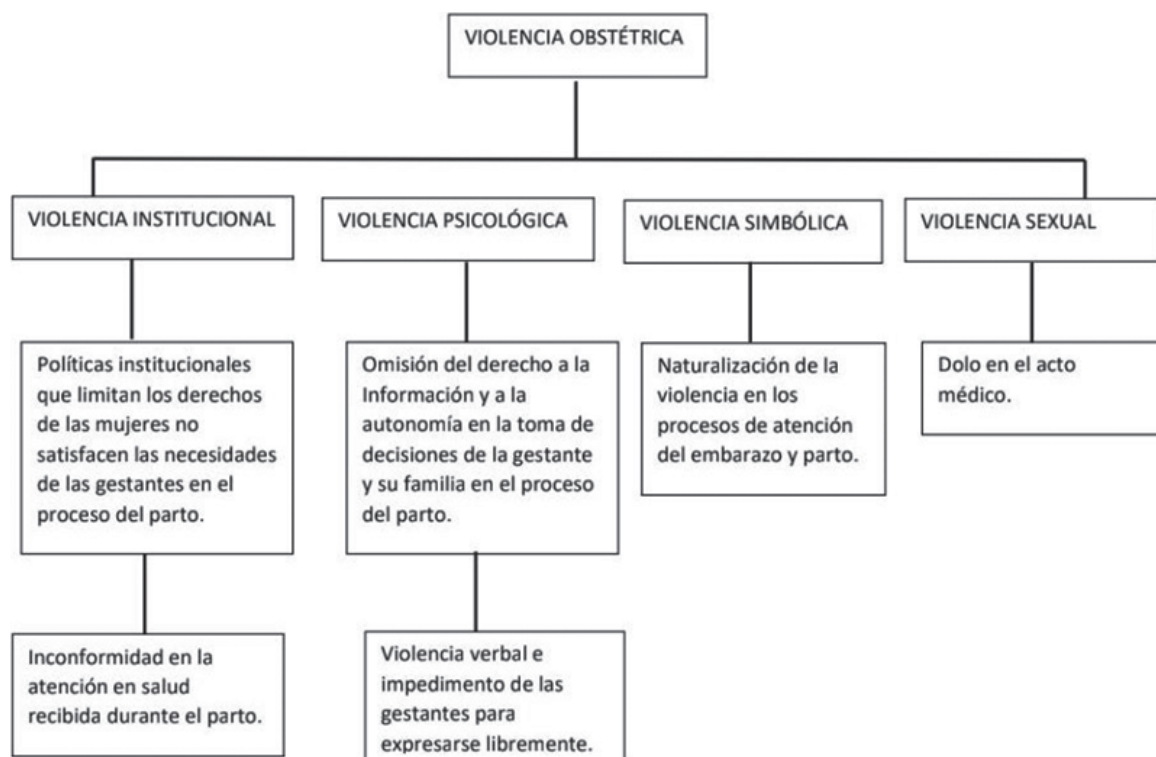 VIOLENCIA OBSTÉTRICA
VIOLENCIA INSTITUCIONAL
VIOLENCIA PSICOLÓGICA
VIOLENCIA SIMBÓLICA
VIOLENCIA SEXUAL
Políticas institucionales
que limitan los derechos
de las mujeres no
satisfacen las necesidades
de las gestantes en el
proceso del parto.
Omisión del derecho a la
Información y a la
autonomía en la toma de
decisiones de la gestante
y su familia en el proceso
del parto.
Naturalización de la
violencia en los
procesos de atención
del embarazo y parto.
Dolo en el acto
médico.
Inconformidad en la
atención en salud
recibida durante el parto.
Violencia verbal e
impedimento de las
gestantes para
expresarse libremente.